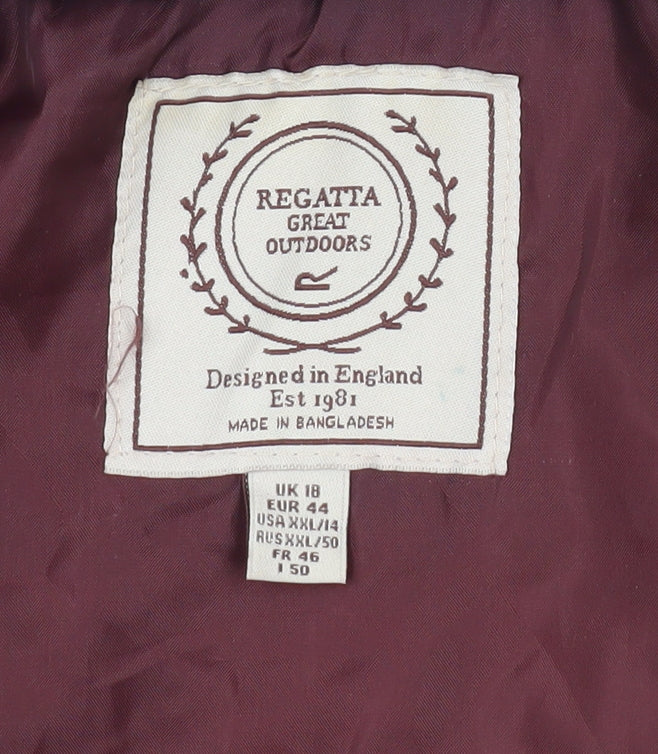 REGATTA
GREAT
OUTDOORS
R
Designed in England
Est 1981
MADE IN BANGLADESH
UK 18
EUR 44
USA XXL/14
RUS XXL/50
FR 46
I 50